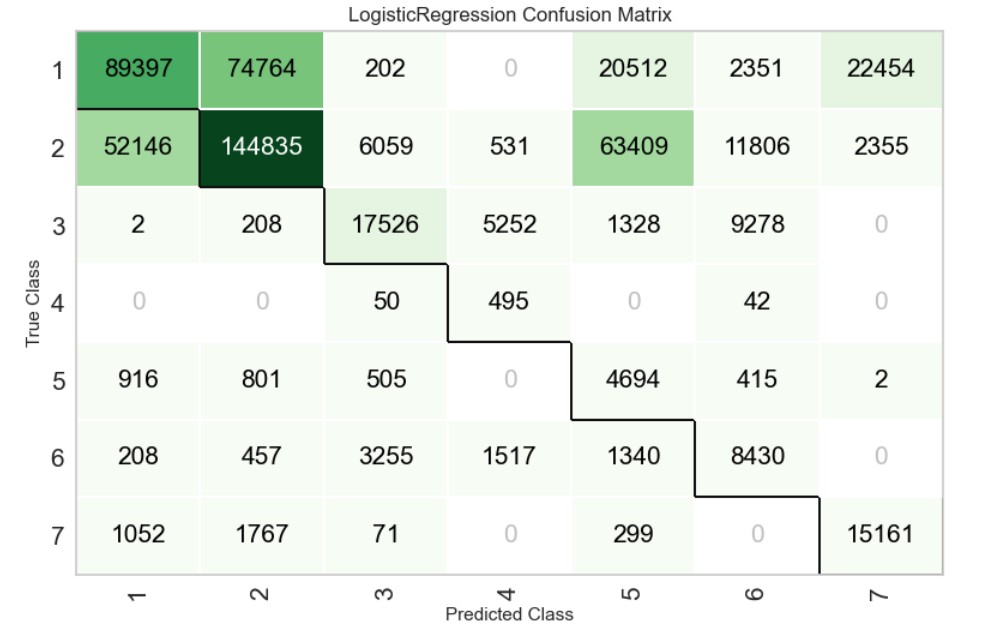 LogisticRegression Confusion Matrix
1 89397 74764 202 0 20512 2351 22454
2 52146 144835 6059 531 63409 11806 2355
3 2 208 17526 5252 1328 9278 0
4 0 0 50 495 0 42 0
5 916 801 505 0 4694 415 2
6 208 457 3255 1517 1340 8430 0
7 1052 1767 71 0 299 0 15161
True Class
1 2 3 4 5 6 7
Predicted Class